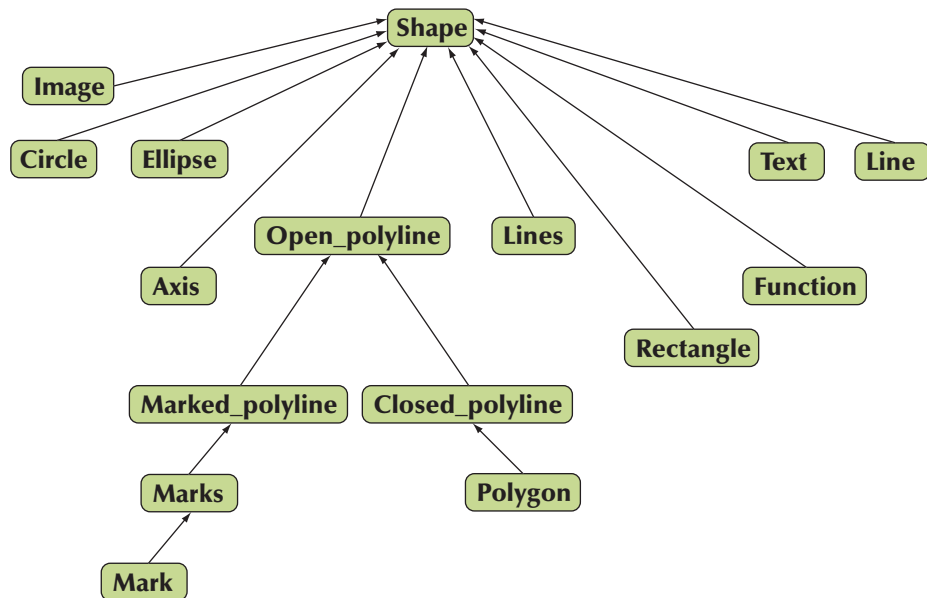 Shape
Image
Circle
Ellipse
Text
Line
Open_polyline
Lines
Axis
Function
Rectangle
Marked_polyline
Closed_polyline
Marks
Polygon
Mark